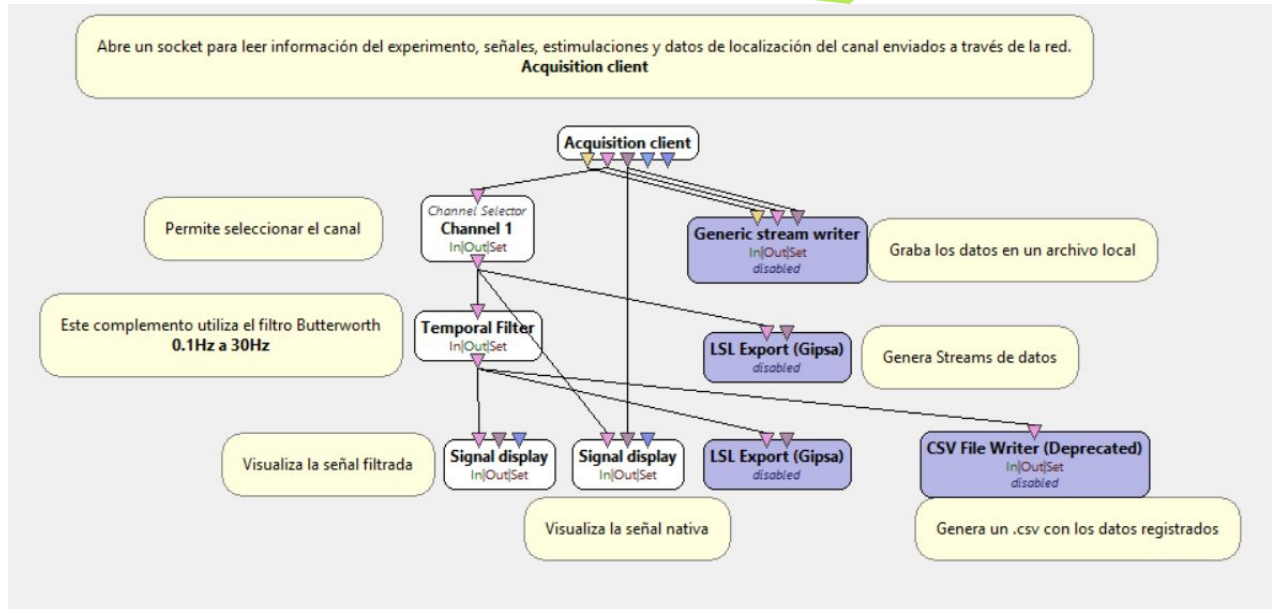 Abre un socket para leer información del experimento, señales, estimulaciones y datos de localización del canal enviados a través de la red.
Acquisition client
Acquisition client
Permite seleccionar el canal
Channel Selector
Channel 1
In|Out|Set
Generic stream writer
In|Out|Set
disabled
Graba los datos en un archivo local
Este complemento utiliza el filtro Butterworth
0.1Hz a 30Hz
Temporal Filter
In|Out|Set
LSL Export (Gipsa)
disabled
Genera Streams de datos
Visualiza la señal filtrada
Signal display
In|Out|Set
Signal display
In|Out|Set
LSL Export (Gipsa)
disabled
CSV File Writer (Deprecated)
In|Out|Set
disabled
Visualiza la señal nativa
Genera un .csv con los datos registrados